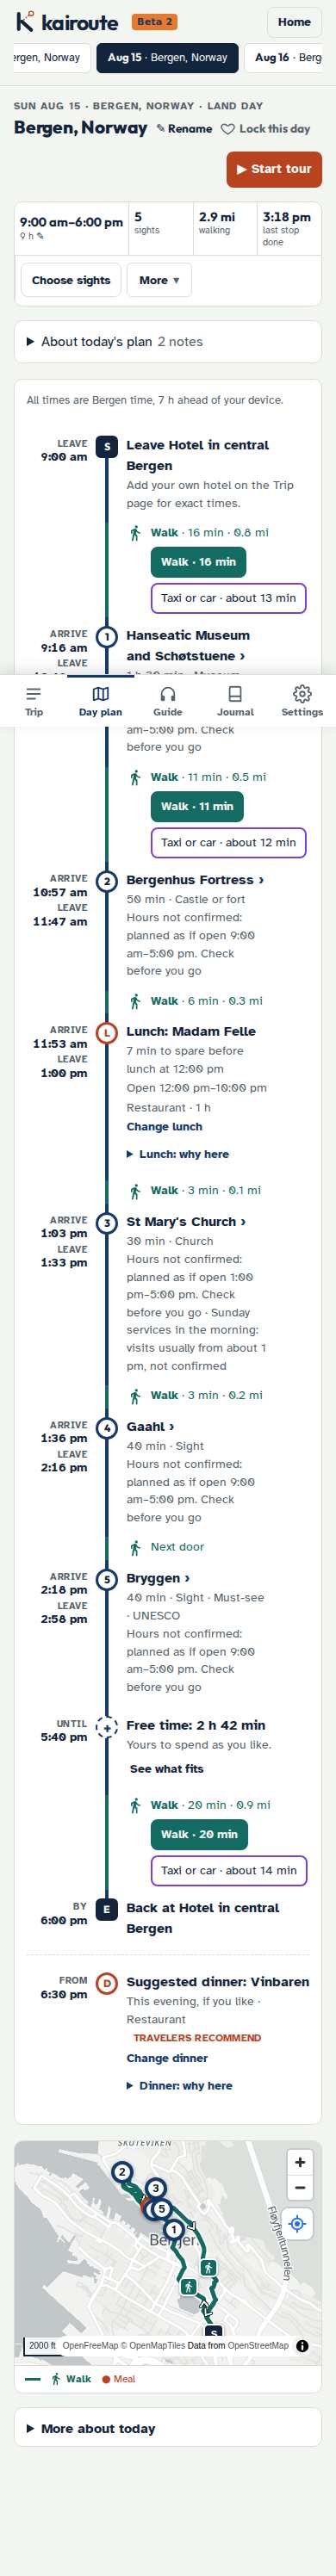 kairoute Beta 2 Home
ergen, Norway Aug 15 · Bergen, Norway Aug 16 · Berg
SUN AUG 15 · BERGEN, NORWAY · LAND DAY
Bergen, Norway ✎ Rename ♡ Lock this day
▶ Start tour
9:00 am–6:00 pm 5 2.9 mi 3:18 pm
9 h ✎ sights walking last stop
done
Choose sights More ▼
▶ About today's plan 2 notes
All times are Bergen time, 7 h ahead of your device.
LEAVE S Leave Hotel in central
9:00 am Bergen
Add your own hotel on the Trip
page for exact times.
Walk · 16 min · 0.8 mi
Walk · 16 min
Taxi or car · about 13 min
ARRIVE 1 Hanseatic Museum
9:16 am and Schøtstuene ›
LEAVE
Trip Day plan Guide Journal Settings
am–5:00 pm. Check
before you go
Walk · 11 min · 0.5 mi
Walk · 11 min
Taxi or car · about 12 min
ARRIVE 2 Bergenhus Fortress ›
10:57 am 50 min · Castle or fort
LEAVE Hours not confirmed:
11:47 am planned as if open 9:00
am–5:00 pm. Check
before you go
Walk · 6 min · 0.3 mi
ARRIVE L Lunch: Madam Felle
11:53 am 7 min to spare before
LEAVE lunch at 12:00 pm
1:00 pm Open 12:00 pm–10:00 pm
Restaurant · 1 h
Change lunch
▶ Lunch: why here
Walk · 3 min · 0.1 mi
ARRIVE 3 St Mary's Church ›
1:03 pm 30 min · Church
LEAVE Hours not confirmed:
1:33 pm planned as if open 1:00
pm–5:00 pm. Check
before you go · Sunday
services in the morning:
visits usually from about 1
pm, not confirmed
Walk · 3 min · 0.2 mi
ARRIVE 4 Gaahl ›
1:36 pm 40 min · Sight
LEAVE Hours not confirmed:
2:16 pm planned as if open 9:00
am–5:00 pm. Check
before you go
Next door
ARRIVE 5 Bryggen ›
2:18 pm 40 min · Sight · Must-see
LEAVE · UNESCO
2:58 pm Hours not confirmed:
planned as if open 9:00
am–5:00 pm. Check
before you go
UNTIL + Free time: 2 h 42 min
5:40 pm Yours to spend as you like.
See what fits
Walk · 20 min · 0.9 mi
Walk · 20 min
Taxi or car · about 14 min
BY E Back at Hotel in central
6:00 pm Bergen
FROM D Suggested dinner: Vinbaren
6:30 pm This evening, if you like ·
Restaurant
TRAVELERS RECOMMEND
Change dinner
▶ Dinner: why here
SKUTEVIKEN
2 3 5 1
Fløyfjelltunnelen
S
2000 ft OpenFreeMap © OpenMapTiles Data from OpenStreetMap
Walk Meal
▶ More about today